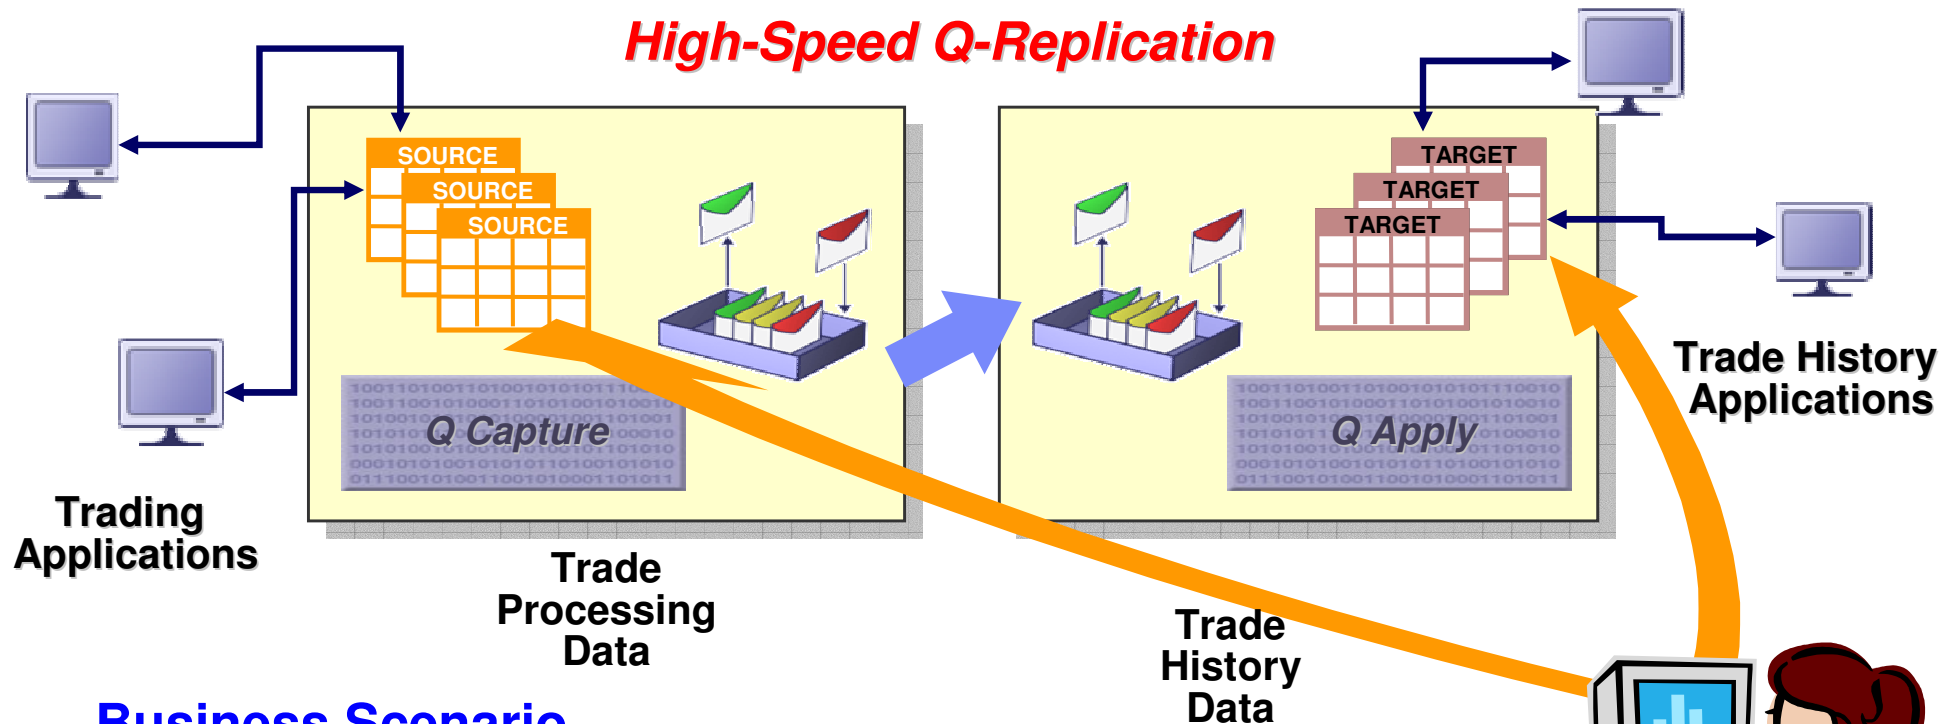 High-Speed Q-Replication
SOURCE
SOURCE
SOURCE
TARGET
TARGET
TARGET
Trade History
Applications
Q Capture
Q Apply
Trading
Applications
Trade
Processing
Data
Trade
History
Data
Business Scenario